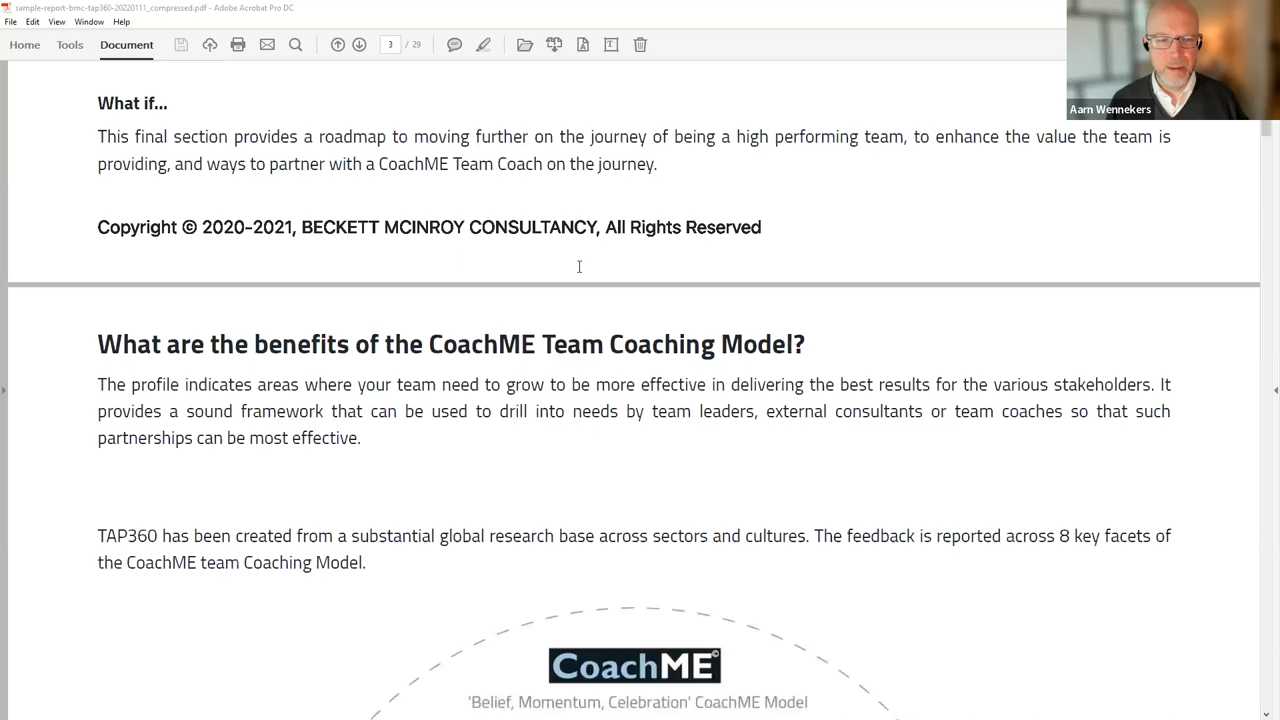 sample-report-bmc-tap360-20220111_compressed.pdf - Adobe Acrobat Pro DC
File Edit View Window Help
Home Tools Document 3 / 29
Aarn Wennekers
What if...
This final section provides a roadmap to moving further on the journey of being a high performing team, to enhance the value the team is
providing, and ways to partner with a CoachME Team Coach on the journey.
Copyright © 2020-2021, BECKETT MCINROY CONSULTANCY, All Rights Reserved
What are the benefits of the CoachME Team Coaching Model?
The profile indicates areas where your team need to grow to be more effective in delivering the best results for the various stakeholders. It
provides a sound framework that can be used to drill into needs by team leaders, external consultants or team coaches so that such
partnerships can be most effective.
TAP360 has been created from a substantial global research base across sectors and cultures. The feedback is reported across 8 key facets of
the CoachME team Coaching Model.
CoachME©
'Belief, Momentum, Celebration' CoachME Model